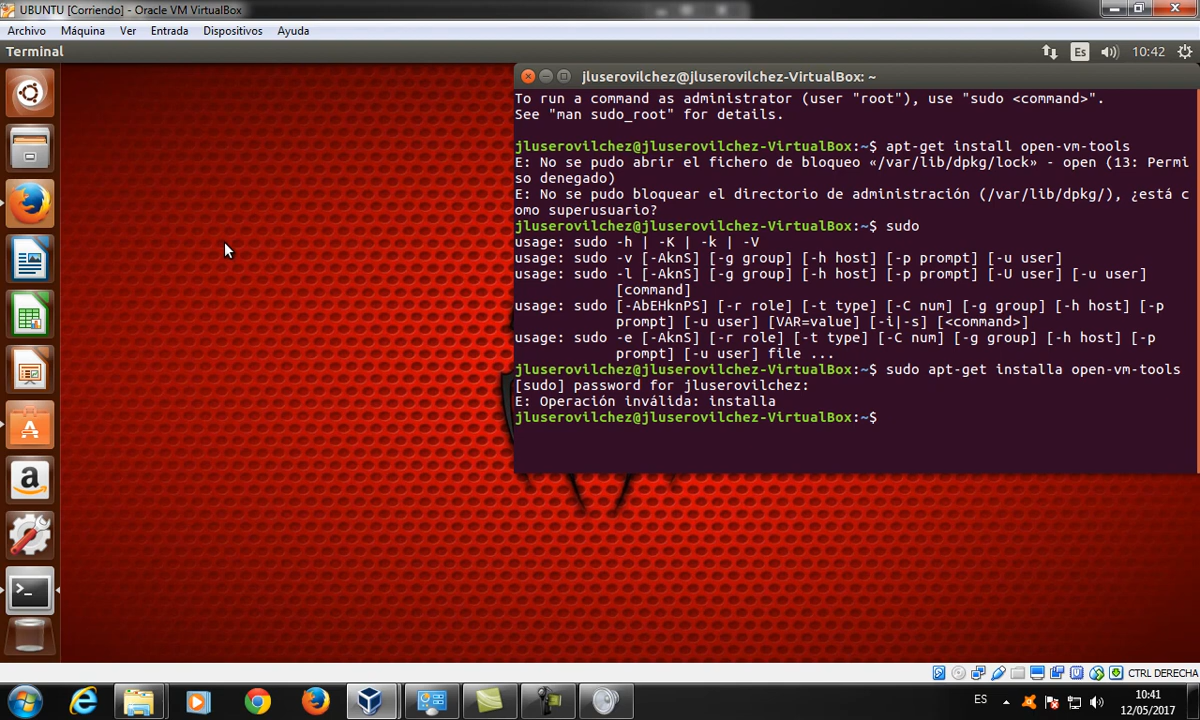 UBUNTU [Corriendo] - Oracle VM VirtualBox
Archivo Máquina Ver Entrada Dispositivos Ayuda
Terminal Es 10:42
jluserovilchez@jluserovilchez-VirtualBox: ~
To run a command as administrator (user "root"), use "sudo <command>".
See "man sudo_root" for details.
jluserovilchez@jluserovilchez-VirtualBox:~$ apt-get install open-vm-tools
E: No se pudo abrir el fichero de bloqueo «/var/lib/dpkg/lock» - open (13: Permi
so denegado)
E: No se pudo bloquear el directorio de administración (/var/lib/dpkg/), ¿está c
omo superusuario?
jluserovilchez@jluserovilchez-VirtualBox:~$ sudo
usage: sudo -h | -K | -k | -V
usage: sudo -v [-AknS] [-g group] [-h host] [-p prompt] [-u user]
usage: sudo -l [-AknS] [-g group] [-h host] [-p prompt] [-U user] [-u user]
[command]
usage: sudo [-AbEHknPS] [-r role] [-t type] [-C num] [-g group] [-h host] [-p
prompt] [-u user] [VAR=value] [-i|-s] [<command>]
usage: sudo -e [-AknS] [-r role] [-t type] [-C num] [-g group] [-h host] [-p
prompt] [-u user] file ...
jluserovilchez@jluserovilchez-VirtualBox:~$ sudo apt-get installa open-vm-tools
[sudo] password for jluserovilchez:
E: Operación inválida: installa
jluserovilchez@jluserovilchez-VirtualBox:~$
CTRL DERECHA
ES 10:41
12/05/2017